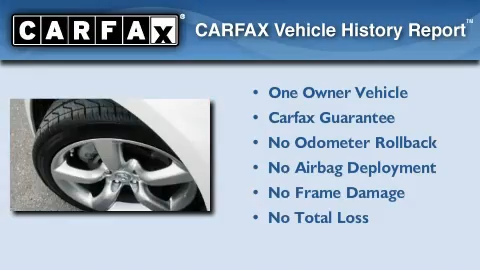 CARFAX® CARFAX Vehicle History Report™
• One Owner Vehicle
• Carfax Guarantee
• No Odometer Rollback
• No Airbag Deployment
• No Frame Damage
• No Total Loss